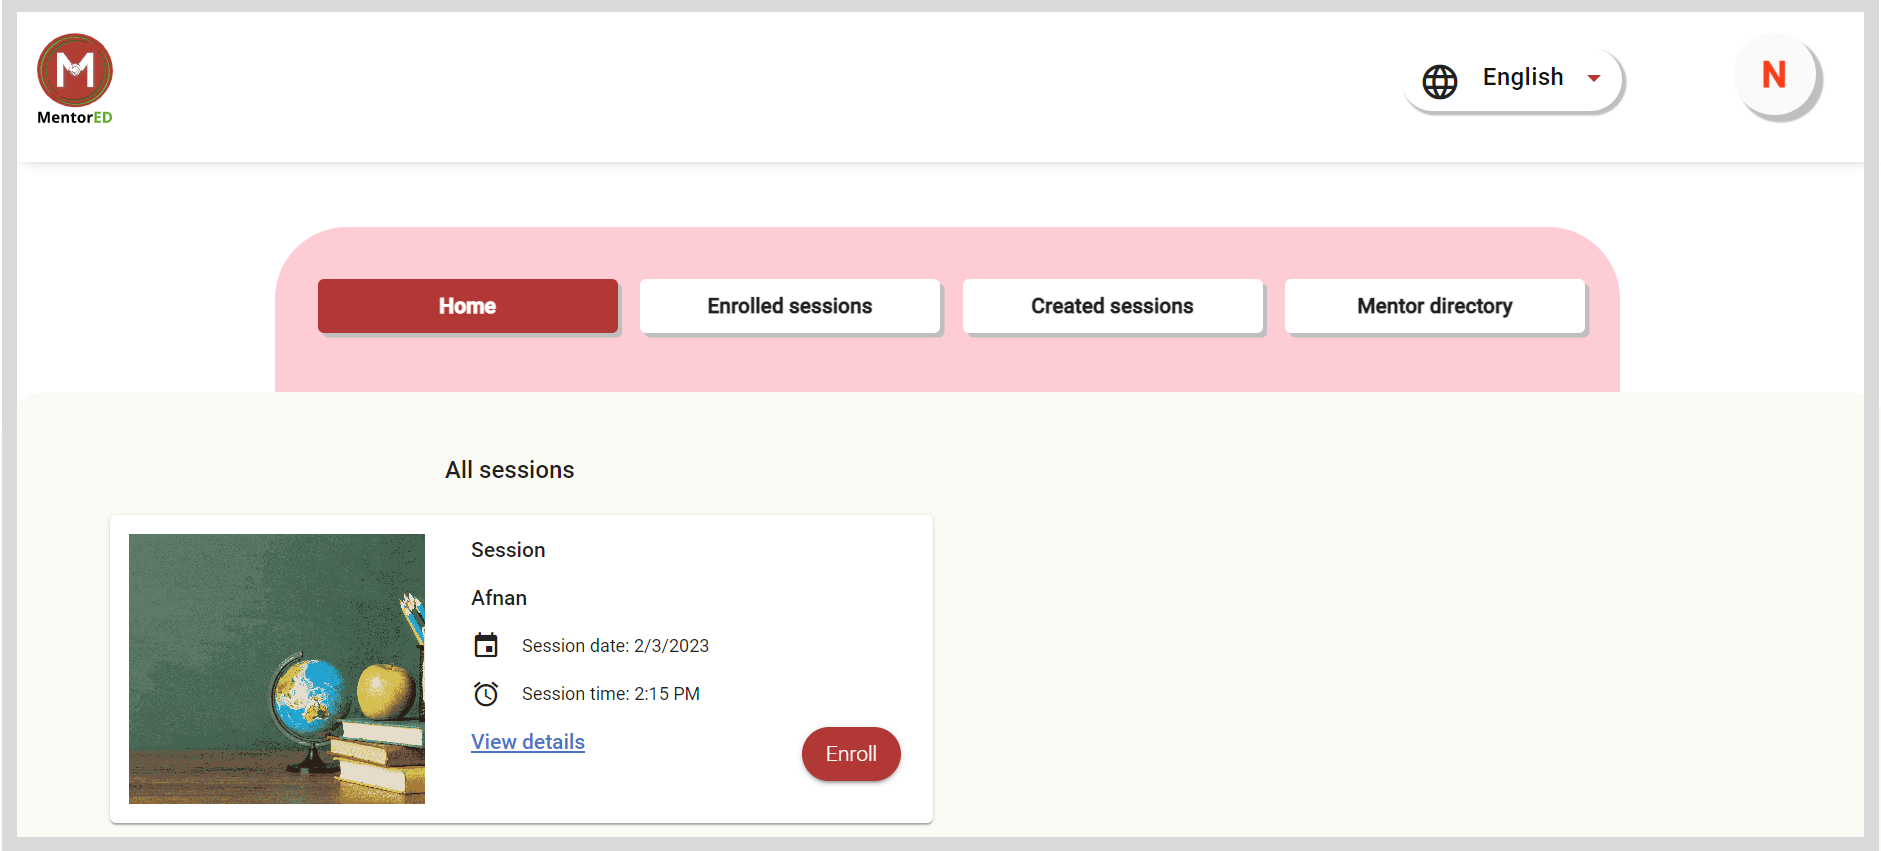 M
MentorED
English
N
Home
Enrolled sessions
Created sessions
Mentor directory
All sessions
Session
Afnan
Session date: 2/3/2023
Session time: 2:15 PM
View details
Enroll